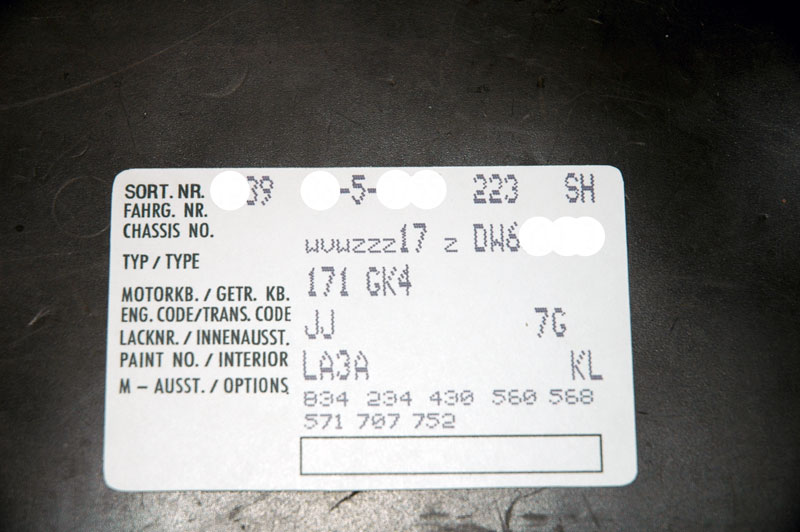 SORT. NR. 39 -5- 223 SH
FAHRG. NR.
CHASSIS NO. wvwzzz17 z DW6
TYP / TYPE 171 GK4
MOTORKB. / GETR. KB.
ENG. CODE/TRANS. CODE JJ 7G
LACKNR. / INNENAUSST.
PAINT NO. / INTERIOR LA3A KL
M – AUSST. / OPTIONS 834 234 430 560 568
571 707 752